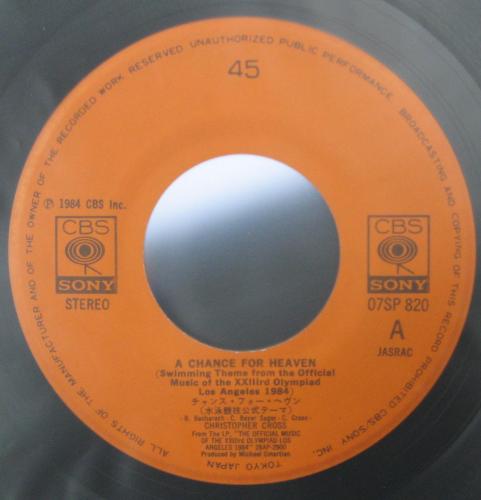 ALL RIGHTS OF THE MANUFACTURER AND OF THE OWNER OF THE RECORDED WORK RESERVED UNAUTHORIZED PUBLIC PERFORMANCE BROADCASTING AND COPYING OF THIS RECORD PROHIBITED CBS/SONY INC.
TOKYO JAPAN
45
℗ 1984 CBS Inc.
CBS
SONY
STEREO
CBS
SONY
07SP 820
A
JASRAC
A CHANCE FOR HEAVEN
(Swimming Theme from the Official
Music of the XXIIIrd Olympiad
Los Angeles 1984)
チャンス・フォー・ヘヴン
(水泳競技公式テーマ)
- B. Bacharach - C. Bayer Sager - C. Cross -
CHRISTOPHER CROSS
From The LP: "THE OFFICIAL MUSIC
OF THE XXIIIrd OLYMPIAD LOS
ANGELES 1984" 28AP-2900
Produced by Michael Omartian